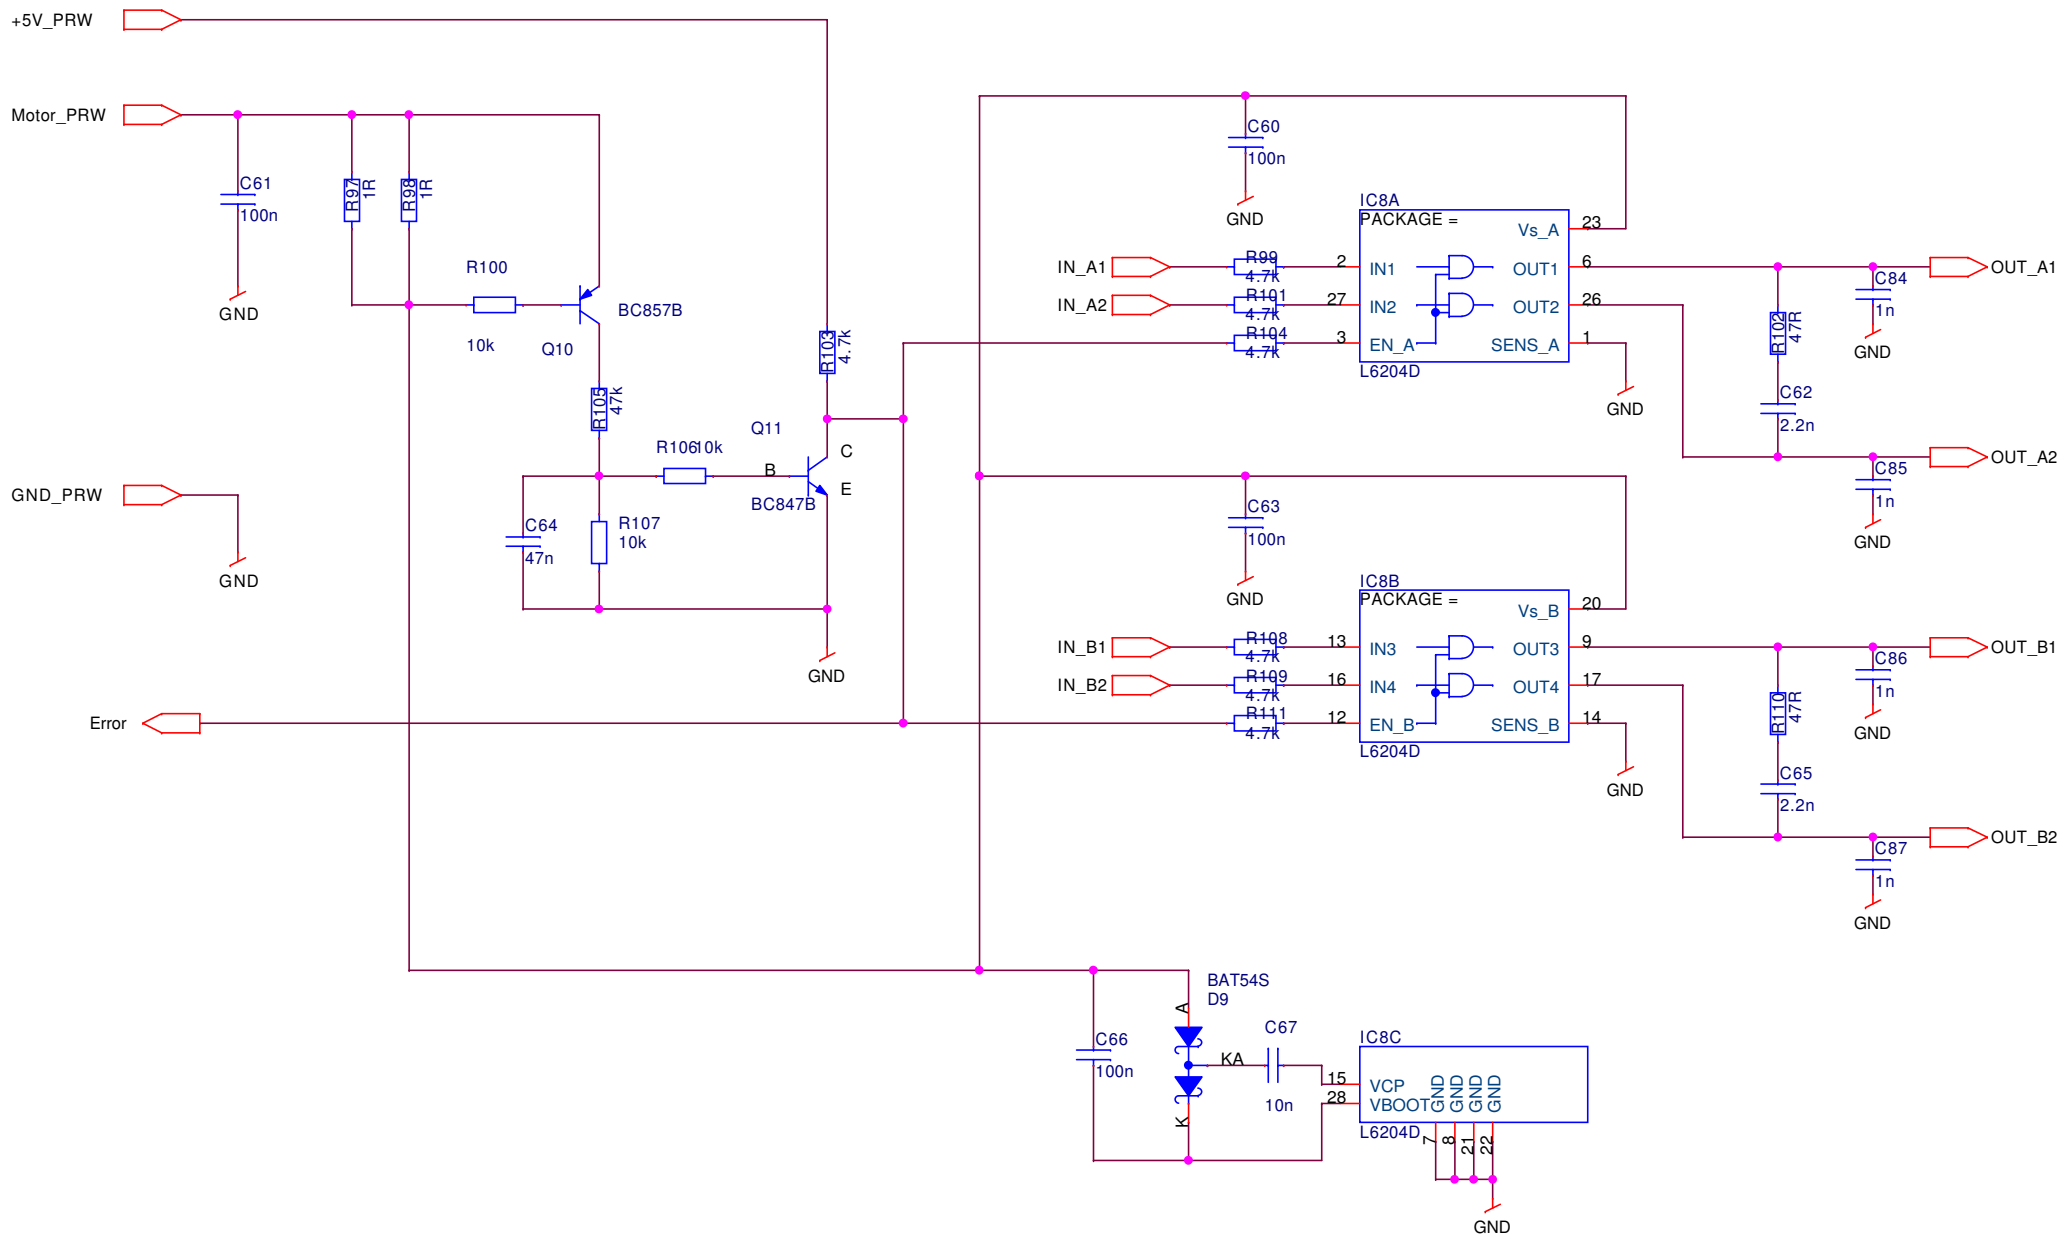 +5V_PRW
Motor_PRW
C61
100n
GND
R97
1R
R98
1R
R100
10k
BC857B
Q10
R105
47k
R103
4.7k
R106
10k
Q11
B
C
E
BC847B
C64
47n
R107
10k
GND
GND_PRW
GND
Error
C60
100n
GND
IC8A
PACKAGE =
Vs_A
23
IN_A1
R99
4.7k
2
IN1
OUT1
6
IN_A2
R101
4.7k
27
IN2
OUT2
26
R104
4.7k
3
EN_A
SENS_A
1
L6204D
GND
R102
47R
C62
2.2n
C84
1n
GND
OUT_A1
OUT_A2
C85
1n
GND
C63
100n
GND
IC8B
PACKAGE =
Vs_B
20
IN_B1
R108
4.7k
13
IN3
OUT3
9
IN_B2
R109
4.7k
16
IN4
OUT4
17
R111
4.7k
12
EN_B
SENS_B
14
L6204D
GND
R110
47R
C65
2.2n
C86
1n
GND
OUT_B1
OUT_B2
C87
1n
GND
BAT54S
D9
A
KA
K
C66
100n
C67
10n
IC8C
15
VCP
28
VBOOT
GND
GND
GND
GND
L6204D
7
8
21
22
GND